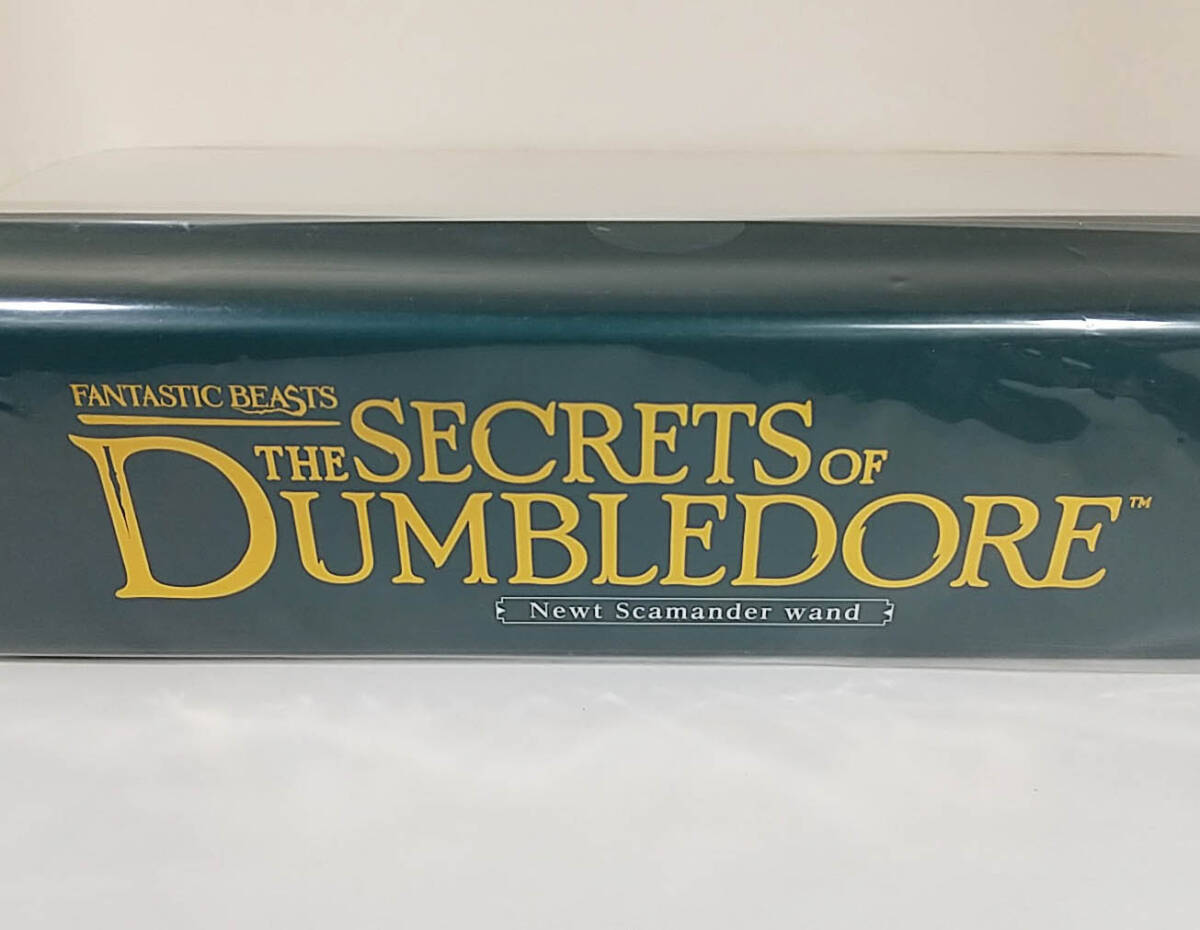 FANTASTIC BEASTS
THE SECRETS OF
DUMBLEDORE™
Newt Scamander wand